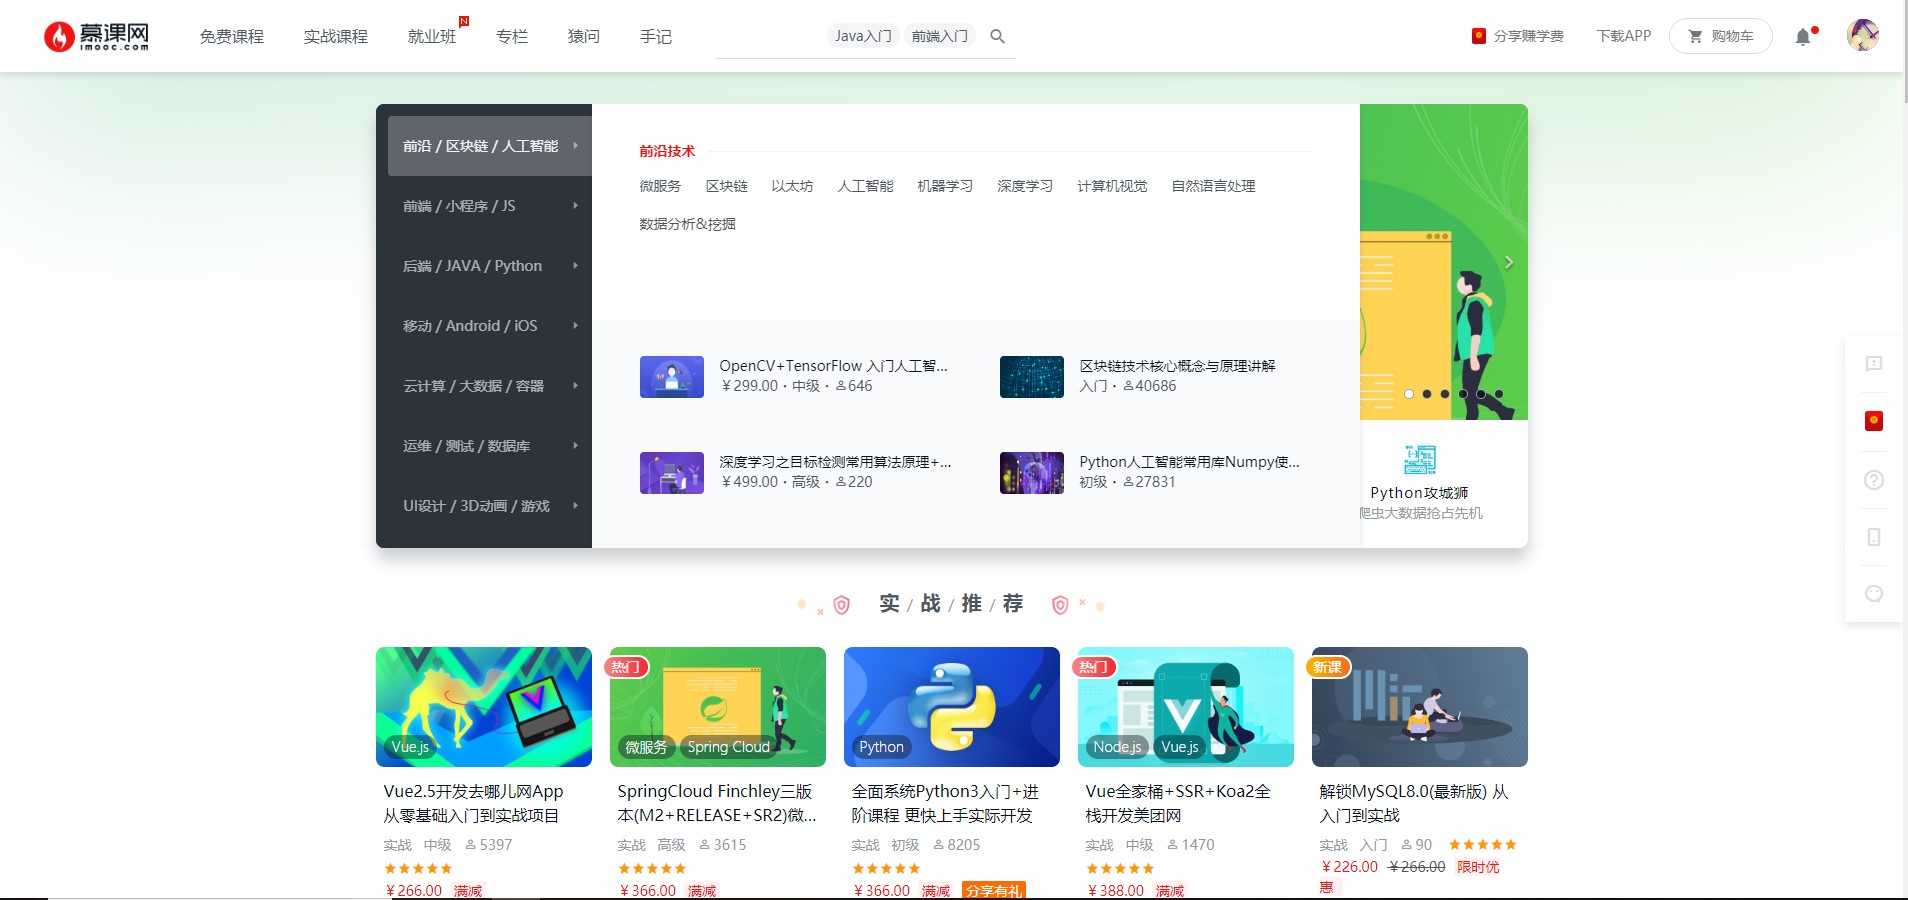 慕课网
imooc.com
免费课程 实战课程 就业班 N 专栏 猿问 手记
Java入门 前端入门
分享赚学费 下载APP 购物车
前沿 / 区块链 / 人工智能
前端 / 小程序 / JS
后端 / JAVA / Python
移动 / Android / iOS
云计算 / 大数据 / 容器
运维 / 测试 / 数据库
UI设计 / 3D动画 / 游戏
前沿技术
微服务 区块链 以太坊 人工智能 机器学习 深度学习 计算机视觉 自然语言处理
数据分析&挖掘
OpenCV+TensorFlow 入门人工智...
￥299.00 · 中级 · 646
区块链技术核心概念与原理讲解
入门 · 40686
深度学习之目标检测常用算法原理+...
￥499.00 · 高级 · 220
Python人工智能常用库Numpy使...
初级 · 27831
Python攻城狮
爬虫大数据抢占先机
实 / 战 / 推 / 荐
Vue.js
Vue2.5开发去哪儿网App
从零基础入门到实战项目
实战 中级 5397
￥266.00 满减
热门
微服务 Spring Cloud
SpringCloud Finchley三版
本(M2+RELEASE+SR2)微...
实战 高级 3615
￥366.00 满减
Python
全面系统Python3入门+进
阶课程 更快上手实际开发
实战 初级 8205
￥366.00 满减 分享有礼
热门
Node.js Vue.js
Vue全家桶+SSR+Koa2全
栈开发美团网
实战 中级 1470
￥388.00 满减
新课
解锁MySQL8.0(最新版) 从
入门到实战
实战 入门 90
￥226.00 ￥266.00 限时优
惠